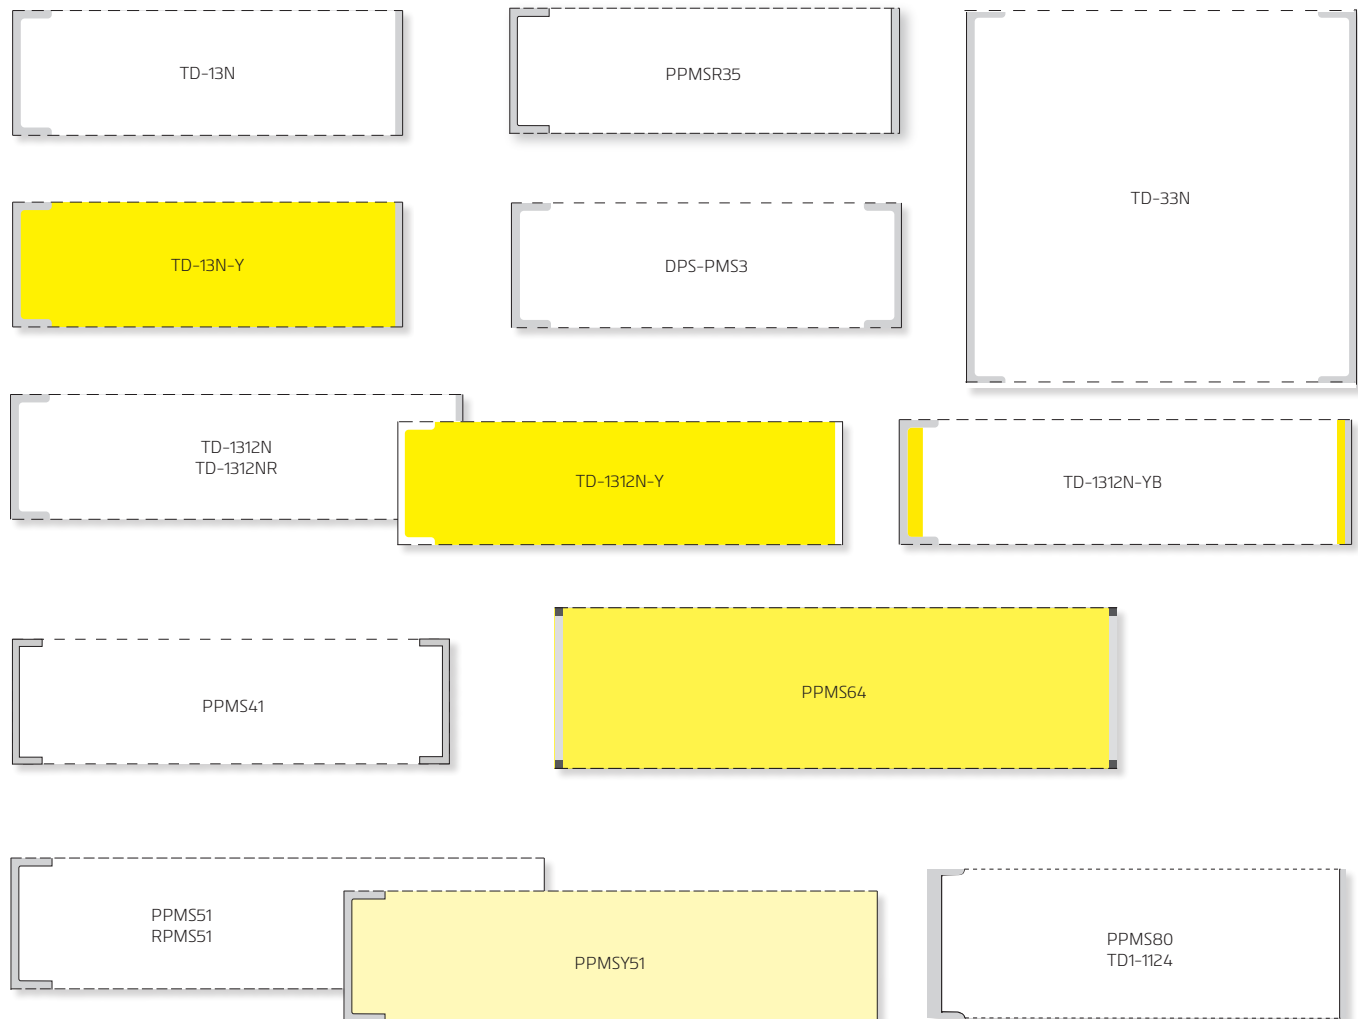 TD-13N
PPMSR35
TD-33N
TD-13N-Y
DPS-PMS3
TD-1312N
TD-1312NR
TD-1312N-Y
TD-1312N-YB
PPMS41
PPMS64
PPMS51
RPMS51
PPMSY51
PPMS80
TD1-1124